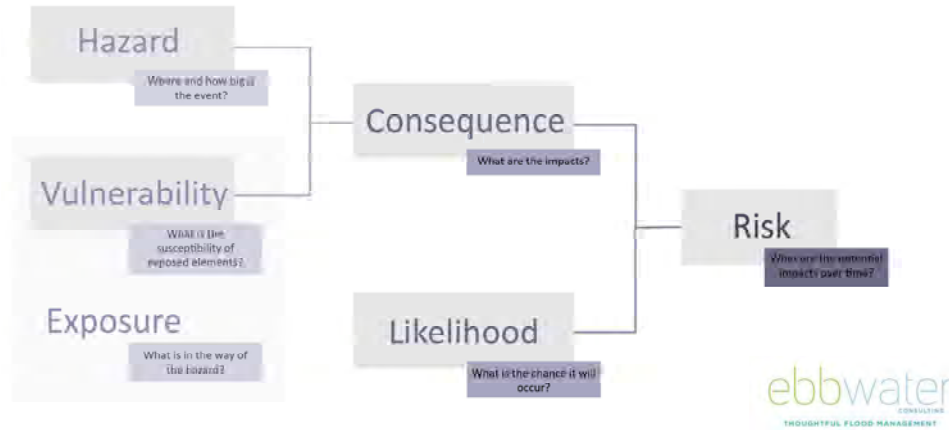 Hazard
Where and how big is
the event?
Consequence
What are the impacts?
Vulnerability
What is the
susceptibility of
exposed elements?
Risk
What are the potential
impacts over time?
Exposure
What is in the way of
the hazard?
Likelihood
What is the chance it will
occur?
ebbwater
CONSULTING
THOUGHTFUL FLOOD MANAGEMENT